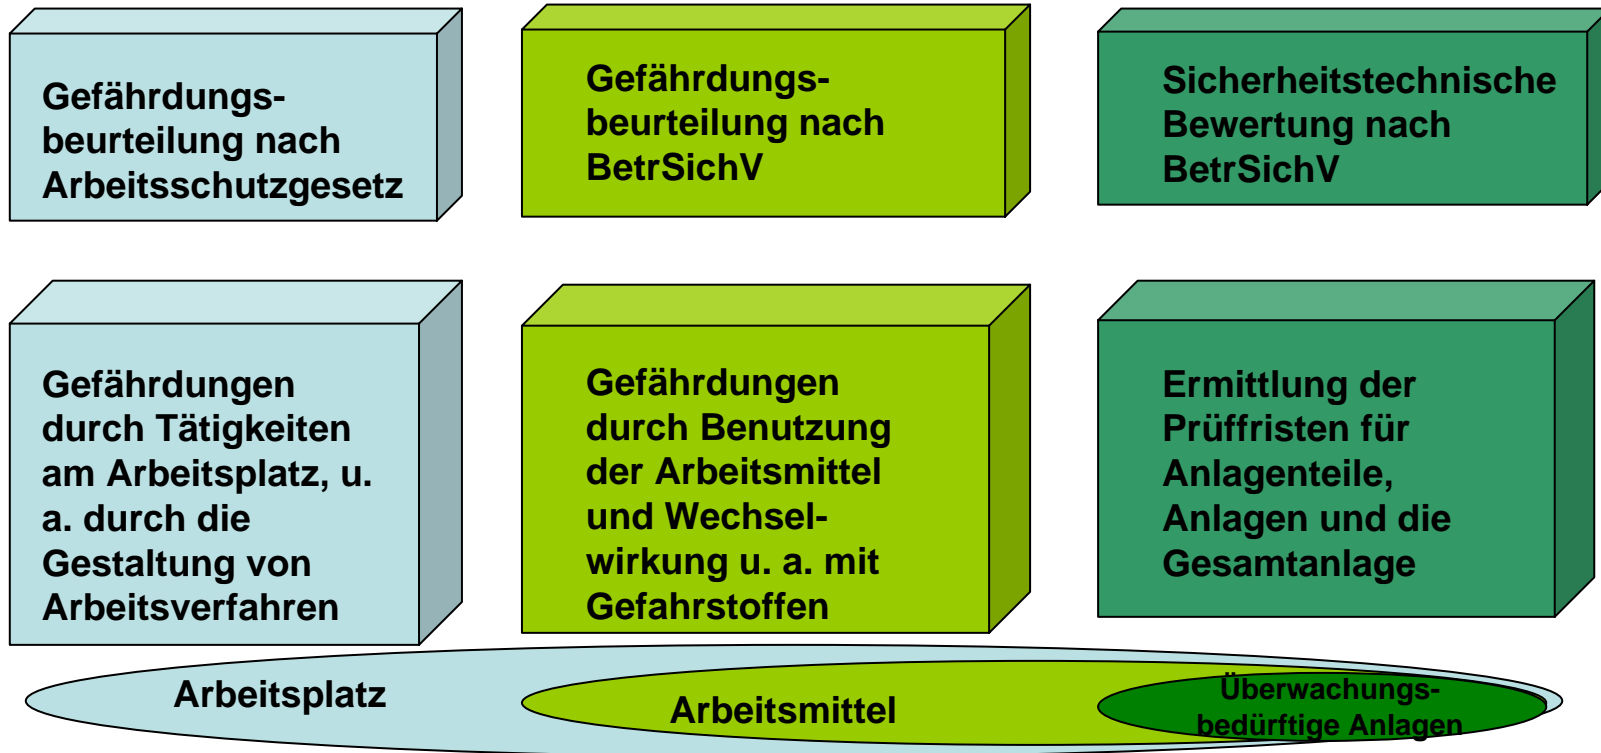 Gefährdungs-
beurteilung nach
Arbeitsschutzgesetz
Gefährdungs-
beurteilung nach
BetrSichV
Sicherheitstechnische
Bewertung nach
BetrSichV
Gefährdungen
durch Tätigkeiten
am Arbeitsplatz, u.
a. durch die
Gestaltung von
Arbeitsverfahren
Gefährdungen
durch Benutzung
der Arbeitsmittel
und Wechsel-
wirkung u. a. mit
Gefahrstoffen
Ermittlung der
Prüffristen für
Anlagenteile,
Anlagen und die
Gesamtanlage
Arbeitsplatz
Arbeitsmittel
Überwachungs-
bedürftige Anlagen